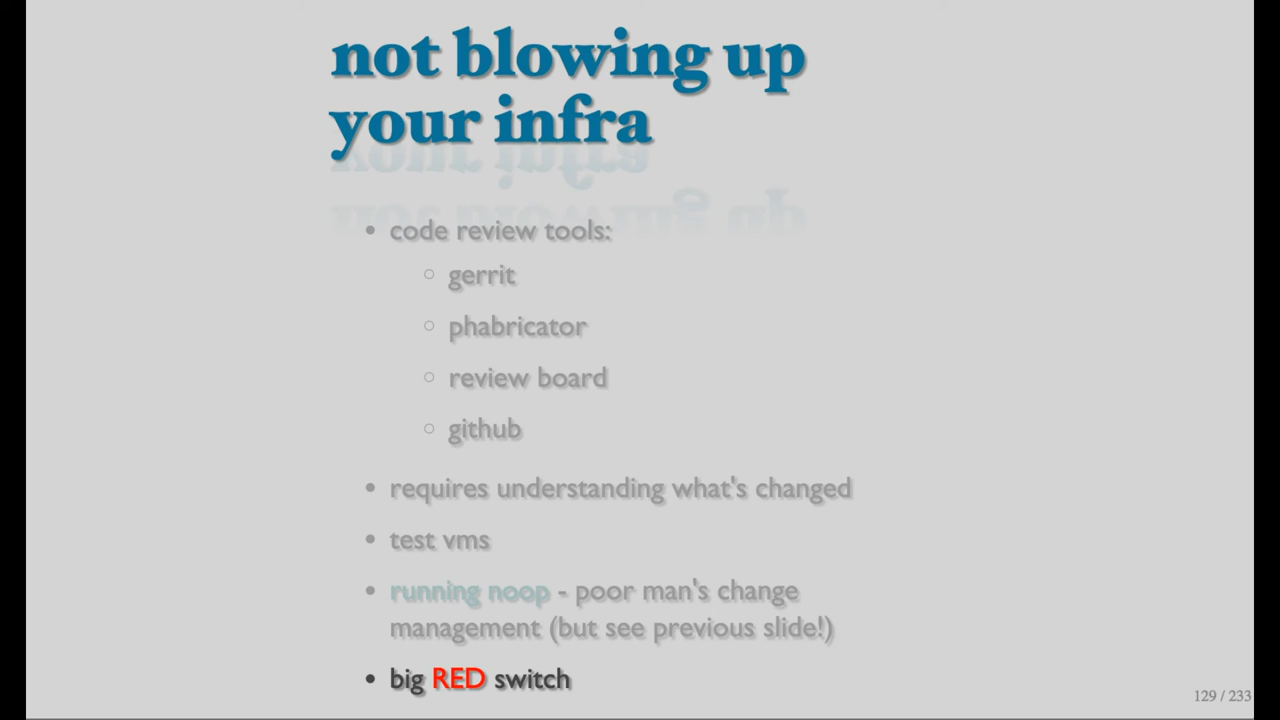 not blowing up
your infra
• code review tools:
○ gerrit
○ phabricator
○ review board
○ github
• requires understanding what's changed
• test vms
• running noop - poor man's change
management (but see previous slide!)
• big RED switch
129 / 233